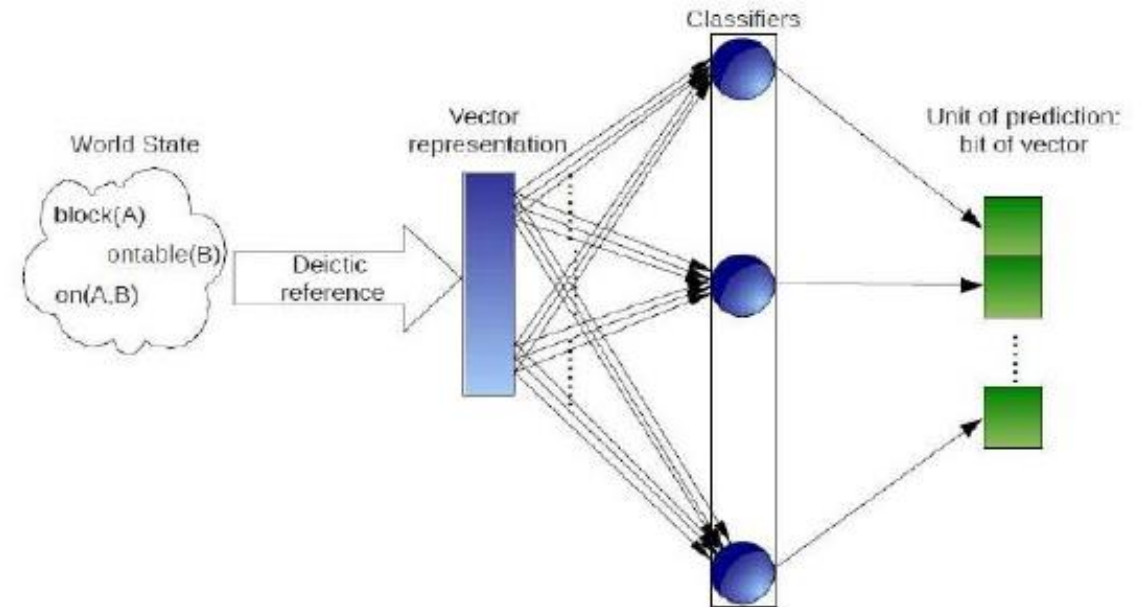 Classifiers
Vector
representation
Unit of prediction:
bit of vector
World State
block(A)
ontable(B)
on(A,B)
Deictic
reference